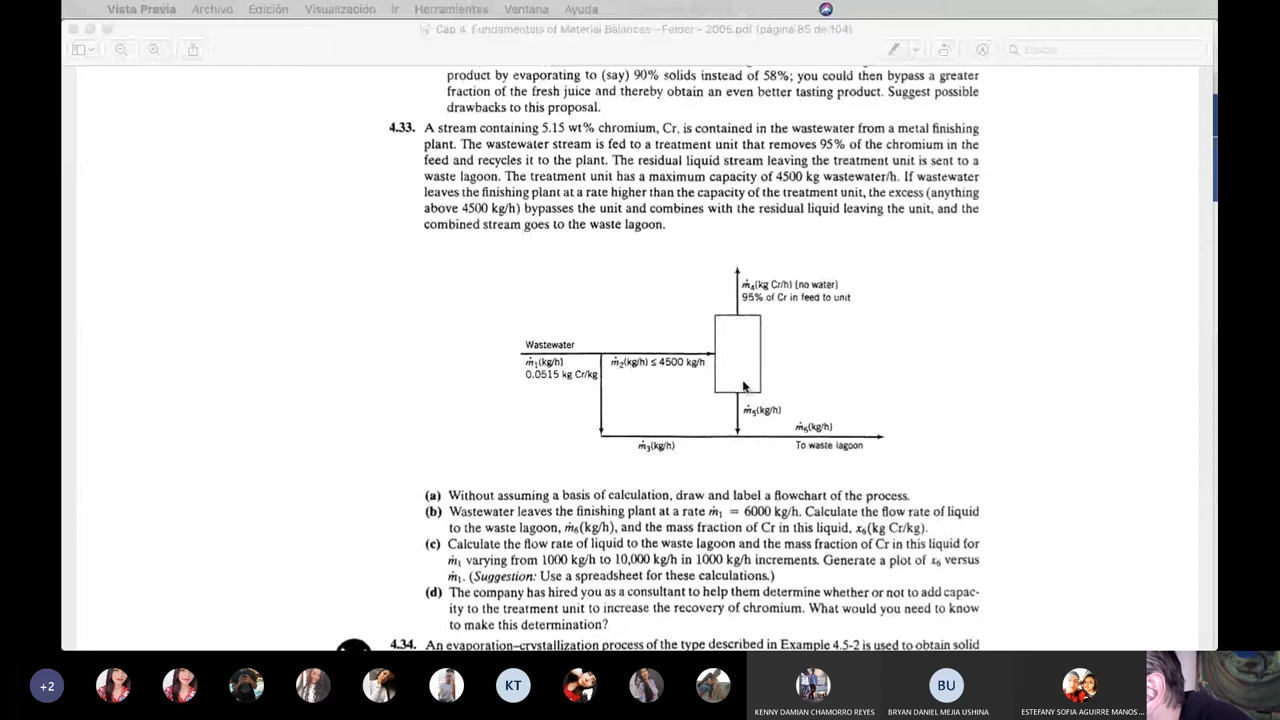 Vista Previa Archivo Edición Visualización Ir Herramientas Ventana Ayuda
Cap 4. Fundamentals of Material Balances -Felder - 2005.pdf (página 85 de 104)
Buscar
product by evaporating to (say) 90% solids instead of 58%; you could then bypass a greater
fraction of the fresh juice and thereby obtain an even better tasting product. Suggest possible
drawbacks to this proposal.
4.33. A stream containing 5.15 wt% chromium, Cr, is contained in the wastewater from a metal finishing
plant. The wastewater stream is fed to a treatment unit that removes 95% of the chromium in the
feed and recycles it to the plant. The residual liquid stream leaving the treatment unit is sent to a
waste lagoon. The treatment unit has a maximum capacity of 4500 kg wastewater/h. If wastewater
leaves the finishing plant at a rate higher than the capacity of the treatment unit, the excess (anything
above 4500 kg/h) bypasses the unit and combines with the residual liquid leaving the unit, and the
combined stream goes to the waste lagoon.
ṁ₄(kg Cr/h) [no water]
95% of Cr in feed to unit
Wastewater
ṁ₁(kg/h)
0.0515 kg Cr/kg
ṁ₂(kg/h) ≤ 4500 kg/h
ṁ₅(kg/h)
ṁ₆(kg/h)
ṁ₃(kg/h)
To waste lagoon
(a) Without assuming a basis of calculation, draw and label a flowchart of the process.
(b) Wastewater leaves the finishing plant at a rate ṁ₁ = 6000 kg/h. Calculate the flow rate of liquid
to the waste lagoon, ṁ₆(kg/h), and the mass fraction of Cr in this liquid, x₆(kg Cr/kg).
(c) Calculate the flow rate of liquid to the waste lagoon and the mass fraction of Cr in this liquid for
ṁ₁ varying from 1000 kg/h to 10,000 kg/h in 1000 kg/h increments. Generate a plot of x₆ versus
ṁ₁. (Suggestion: Use a spreadsheet for these calculations.)
(d) The company has hired you as a consultant to help them determine whether or not to add capac-
ity to the treatment unit to increase the recovery of chromium. What would you need to know
to make this determination?
4.34. An evaporation–crystallization process of the type described in Example 4.5-2 is used to obtain solid
+2
KT
BU
KENNY DAMIAN CHAMORRO REYES
BRYAN DANIEL MEJIA USHINA
ESTEFANY SOFIA AGUIRRE MANOS ...